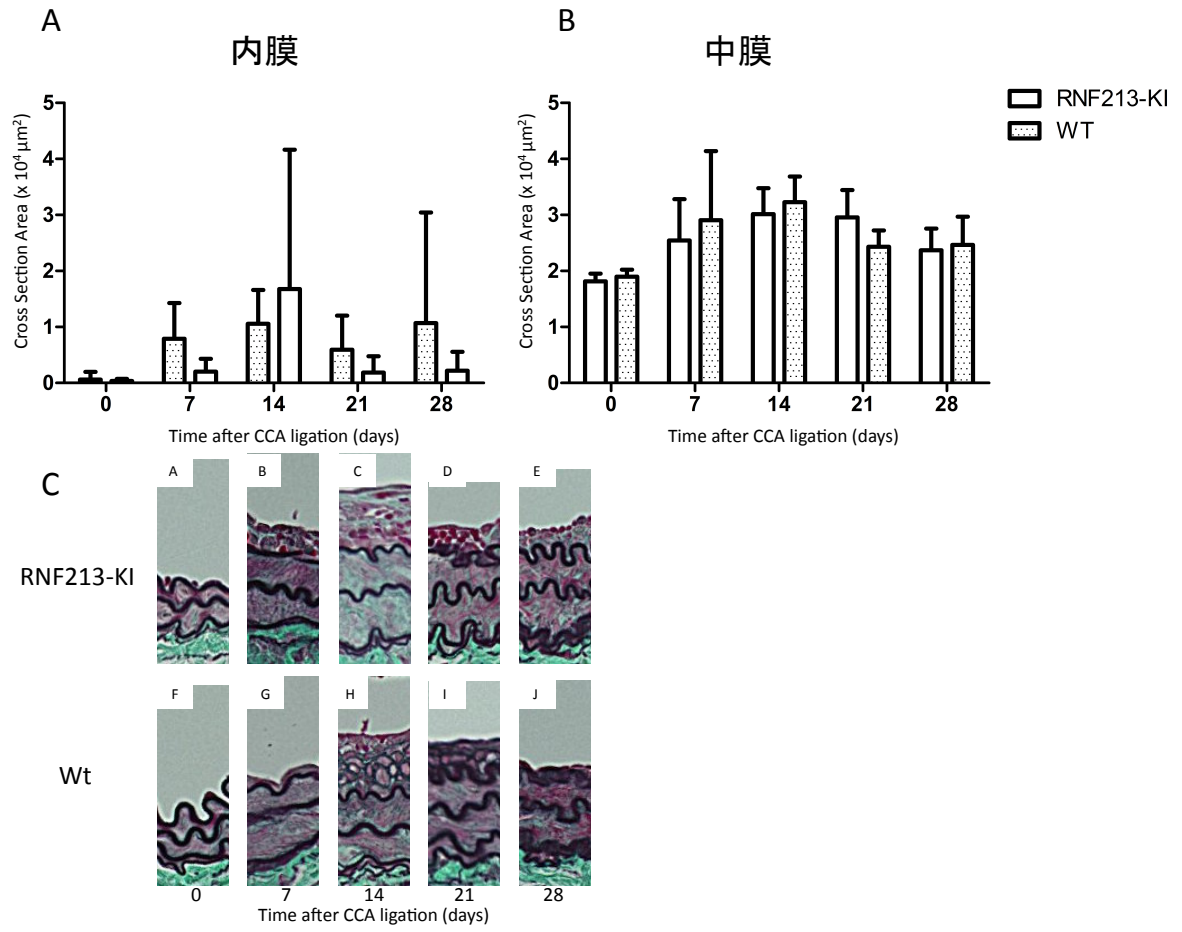 A
内膜
Cross Section Area (x 10⁴ μm²)
5
4
3
2
1
0
0 7 14 21 28
Time after CCA ligation (days)
B
中膜
Cross Section Area (x 10⁴ μm²)
5
4
3
2
1
0
0 7 14 21 28
Time after CCA ligation (days)
RNF213-KI
WT
C
RNF213-KI
A B C D E
Wt
F G H I J
0 7 14 21 28
Time after CCA ligation (days)